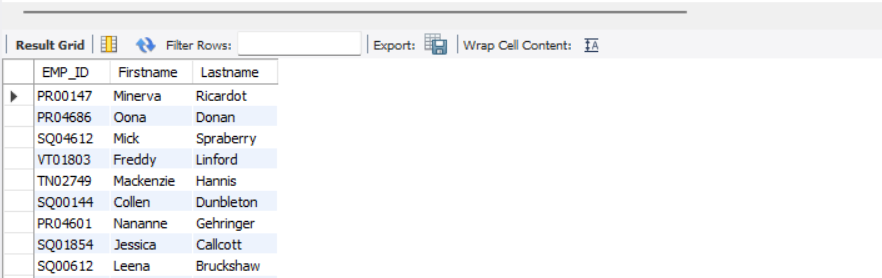 Result Grid Filter Rows: Export: Wrap Cell Content: IA
EMP_ID Firstname Lastname
PR00147 Minerva Ricardot
PR04686 Oona Donan
SQ04612 Mick Spraberry
VT01803 Freddy Linford
TN02749 Mackenzie Hannis
SQ00144 Collen Dunbleton
PR04601 Nananne Gehringer
SQ01854 Jessica Callcott
SQ00612 Leena Bruckshaw